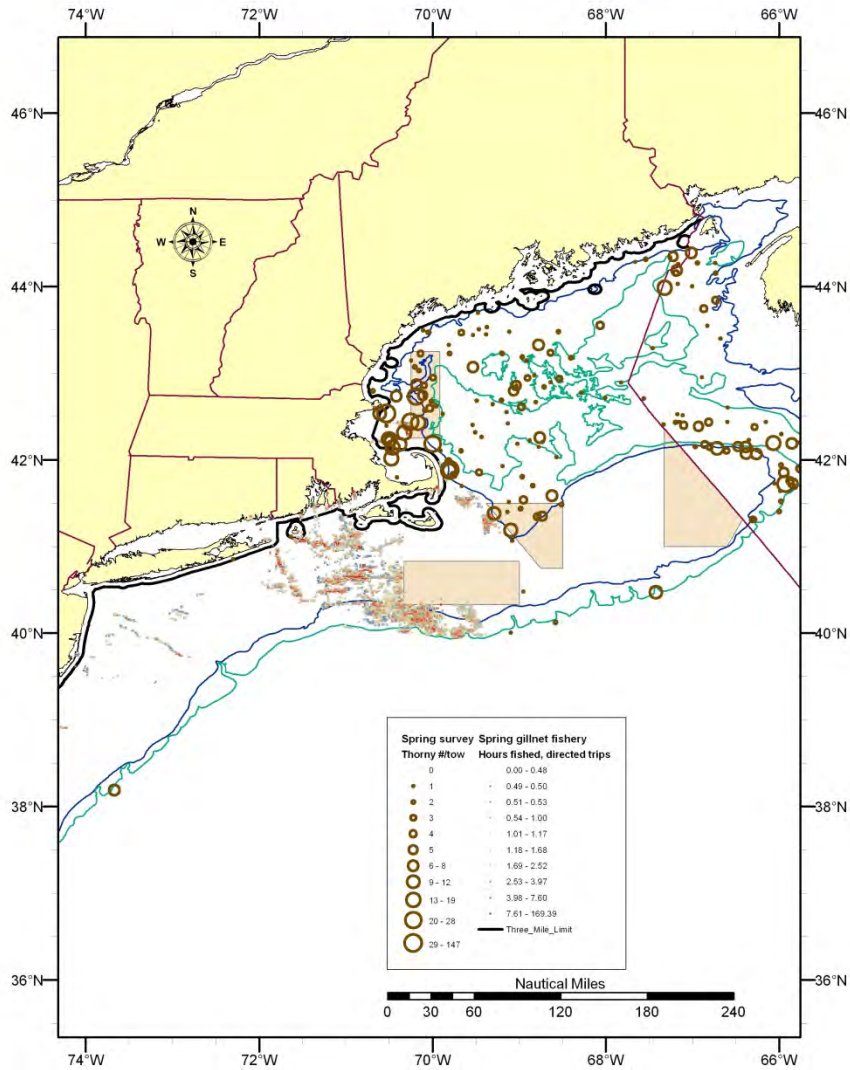 74°W 72°W 70°W 68°W 66°W
46°N 46°N
N
W E
S
44°N 44°N
42°N 42°N
40°N 40°N
Spring survey Spring gillnet fishery
Thorny #/tow Hours fished, directed trips
0 0.00 - 0.48
1 0.49 - 0.50
2 0.51 - 0.53
3 0.54 - 1.00
4 1.01 - 1.17
5 1.18 - 1.68
6 - 8 1.69 - 2.52
9 - 12 2.53 - 3.97
13 - 19 3.98 - 7.60
20 - 28 7.61 - 169.39
29 - 147 Three_Mile_Limit
38°N 38°N
36°N 36°N
Nautical Miles
0 30 60 120 180 240
74°W 72°W 70°W 68°W 66°W